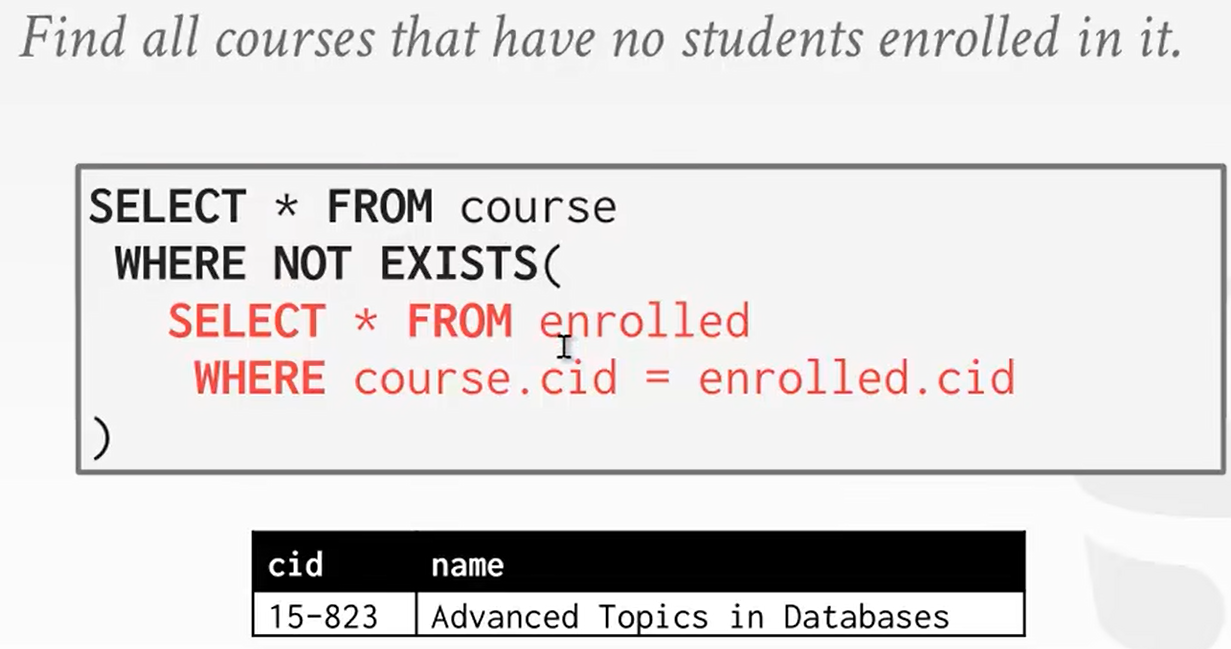 Find all courses that have no students enrolled in it.
SELECT * FROM course
WHERE NOT EXISTS(
SELECT * FROM enrolled
WHERE course.cid = enrolled.cid
)
cid name
15-823 Advanced Topics in Databases